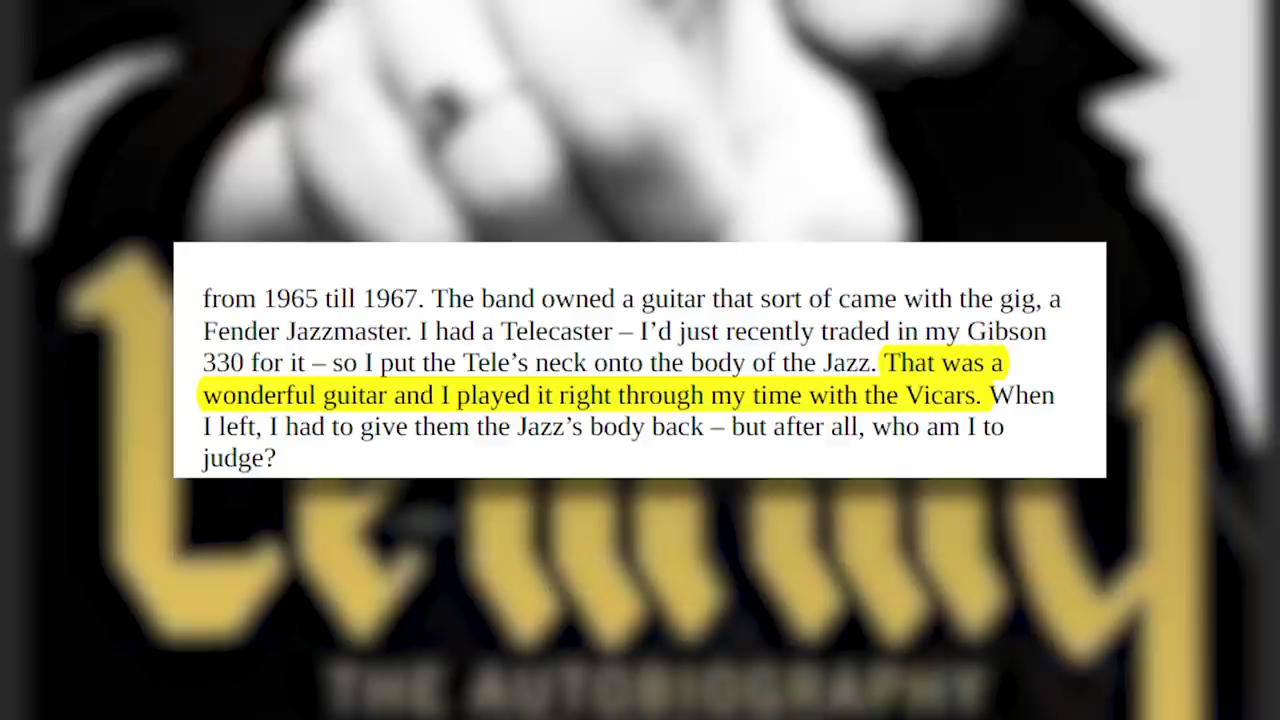 from 1965 till 1967. The band owned a guitar that sort of came with the gig, a
Fender Jazzmaster. I had a Telecaster – I’d just recently traded in my Gibson
330 for it – so I put the Tele’s neck onto the body of the Jazz. That was a
wonderful guitar and I played it right through my time with the Vicars. When
I left, I had to give them the Jazz’s body back – but after all, who am I to
judge?
Lemmy
THE AUTOBIOGRAPHY